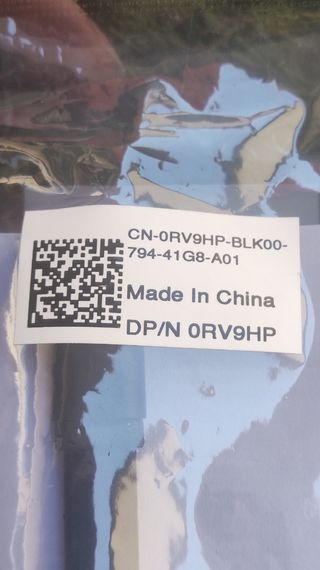 CN-0RV9HP-BLK00-
794-41G8-A01
Made In China
DP/N 0RV9HP